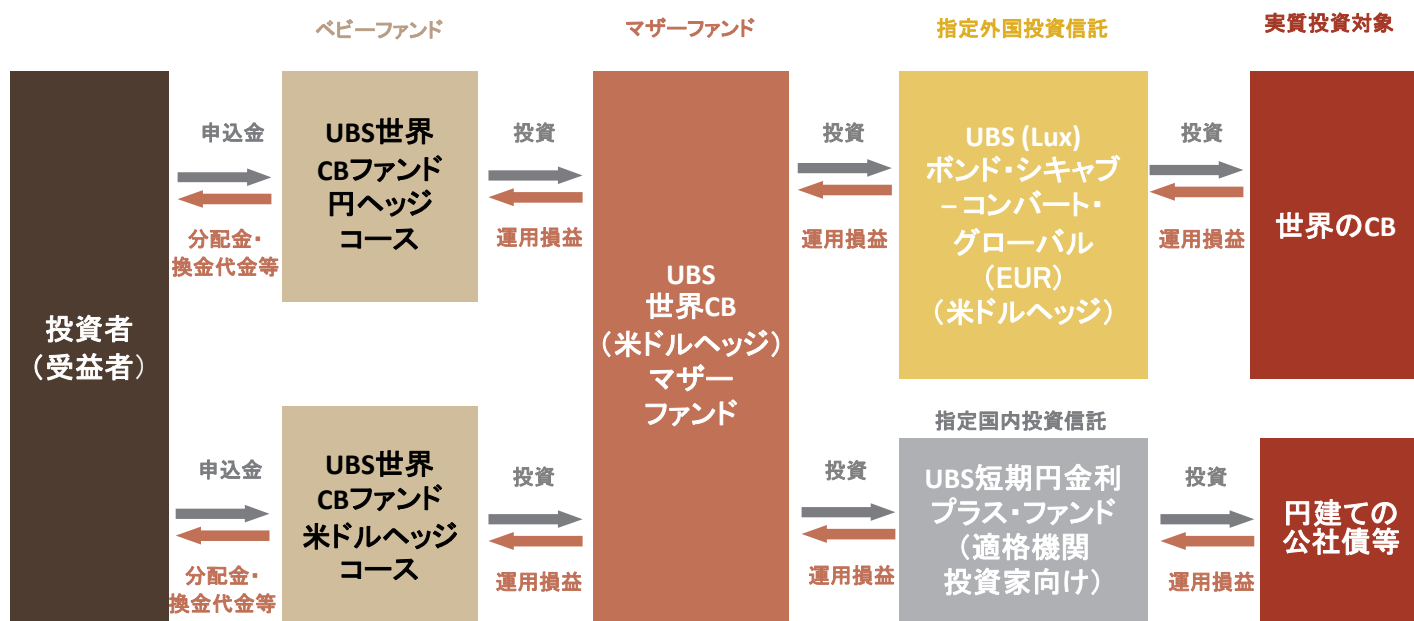 ベビーファンド
マザーファンド
指定外国投資信託
実質投資対象
投資者
（受益者）
申込金
分配金・
換金代金等
UBS世界
CBファンド
円ヘッジ
コース
投資
運用損益
申込金
分配金・
換金代金等
UBS世界
CBファンド
米ドルヘッジ
コース
投資
運用損益
UBS
世界CB
（米ドルヘッジ）
マザー
ファンド
投資
運用損益
UBS (Lux)
ボンド・シキャブ
– コンバート・
グローバル
（EUR）
（米ドルヘッジ）
投資
運用損益
世界のCB
投資
運用損益
指定国内投資信託
UBS短期円金利
プラス・ファンド
（適格機関
投資家向け）
投資
運用損益
円建ての
公社債等